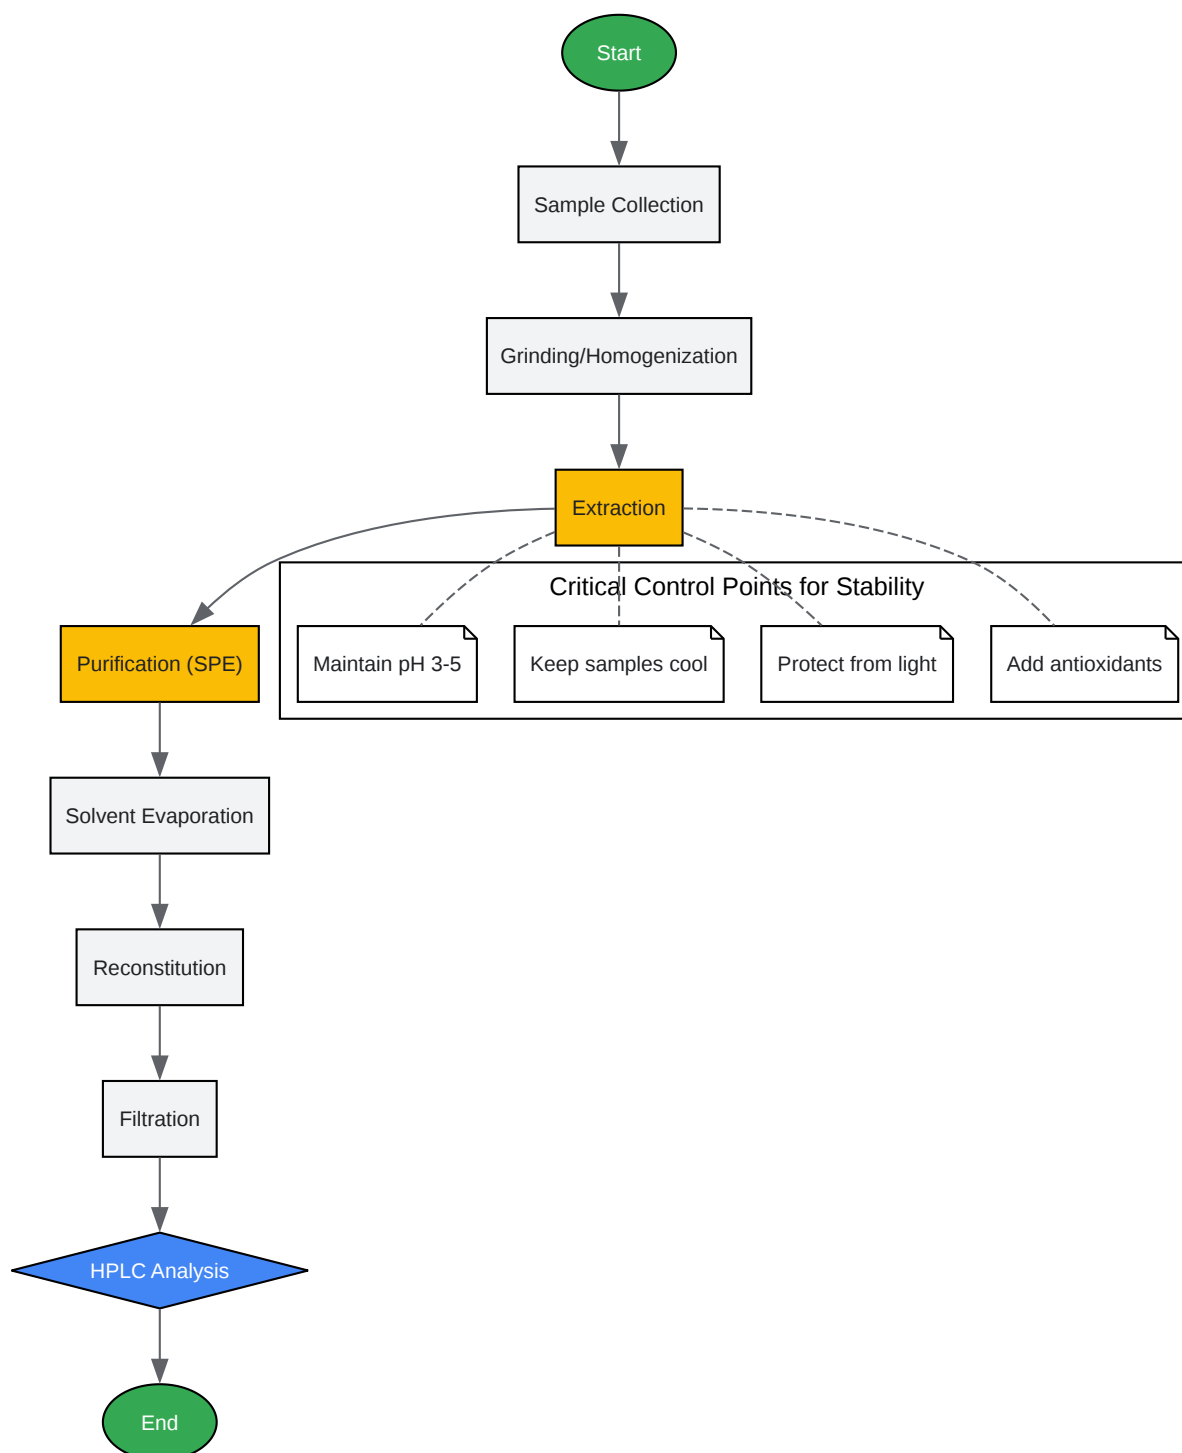 Start
Sample Collection
Grinding/Homogenization
Extraction
Critical Control Points for Stability
Purification (SPE)
Maintain pH 3-5
Keep samples cool
Protect from light
Add antioxidants
Solvent Evaporation
Reconstitution
Filtration
HPLC Analysis
End